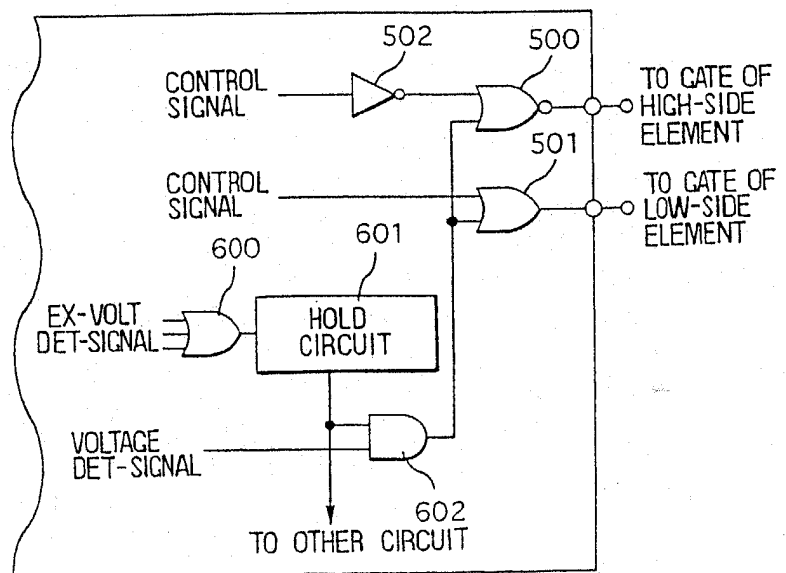 502
500
CONTROL
SIGNAL
TO GATE OF
HIGH-SIDE
ELEMENT
501
CONTROL
SIGNAL
TO GATE OF
LOW-SIDE
ELEMENT
600
601
EX-VOLT
DET-SIGNAL
HOLD
CIRCUIT
VOLTAGE
DET-SIGNAL
602
TO OTHER CIRCUIT